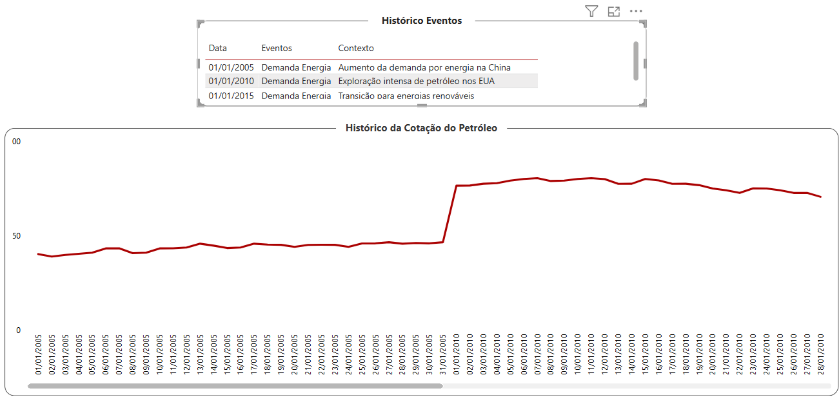 Histórico Eventos
Data Eventos Contexto
01/01/2005 Demanda Energia Aumento da demanda por energia na China
01/01/2010 Demanda Energia Exploração intensa de petróleo nos EUA
01/01/2015 Demanda Energia Transição para energias renováveis
Histórico da Cotação do Petróleo
00
50
0
01/01/2005 02/01/2005 03/01/2005 04/01/2005 05/01/2005 06/01/2005 07/01/2005 08/01/2005 09/01/2005 10/01/2005 11/01/2005 12/01/2005 13/01/2005 14/01/2005 15/01/2005 16/01/2005 17/01/2005 18/01/2005 19/01/2005 20/01/2005 21/01/2005 22/01/2005 23/01/2005 24/01/2005 25/01/2005 26/01/2005 27/01/2005 28/01/2005 29/01/2005 30/01/2005 31/01/2005 01/01/2010 02/01/2010 03/01/2010 04/01/2010 05/01/2010 06/01/2010 07/01/2010 08/01/2010 09/01/2010 10/01/2010 11/01/2010 12/01/2010 13/01/2010 14/01/2010 15/01/2010 16/01/2010 17/01/2010 18/01/2010 19/01/2010 20/01/2010 21/01/2010 22/01/2010 23/01/2010 24/01/2010 25/01/2010 26/01/2010 27/01/2010 28/01/2010